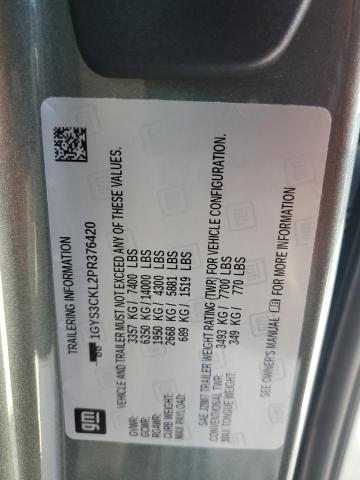 TRAILERING INFORMATION
1GYS3CKL2PR376420
VEHICLE AND TRAILER MUST NOT EXCEED ANY OF THESE VALUES.
GVWR: 3357 KG / 7400 LBS
GCWR: 6350 KG / 14000 LBS
RGAWR: 1950 KG / 4300 LBS
CURB WEIGHT: 2668 KG / 5881 LBS
MAX PAYLOAD: 689 KG / 1519 LBS
SAE J2807 TRAILER WEIGHT RATING (TWR) FOR VEHICLE CONFIGURATION.
CONVENTIONAL TWR: 3493 KG / 7700 LBS
MAX TONGUE WEIGHT: 349 KG / 770 LBS
SEE OWNER'S MANUAL FOR MORE INFORMATION
gm